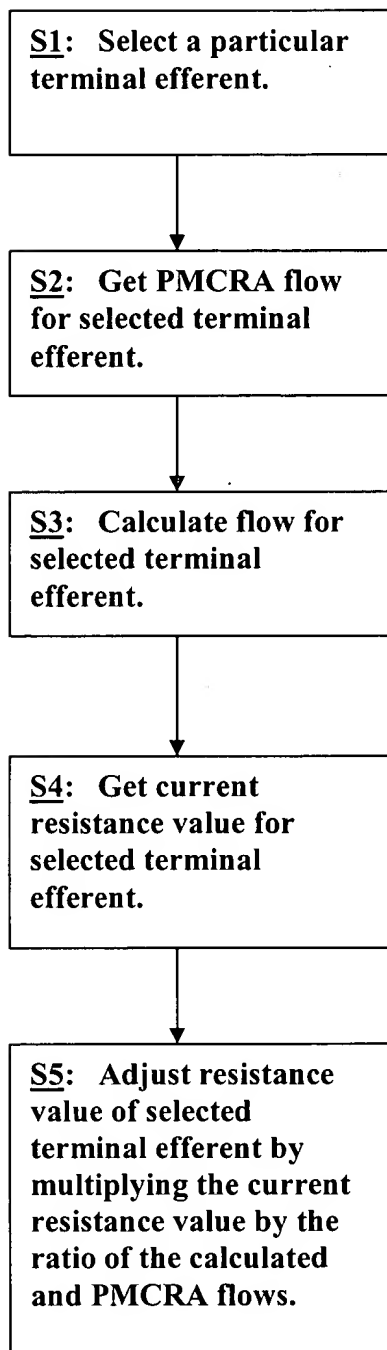 S1: Select a particular
terminal efferent.
S2: Get PMCRA flow
for selected terminal
efferent.
S3: Calculate flow for
selected terminal
efferent.
S4: Get current
resistance value for
selected terminal
efferent.
S5: Adjust resistance
value of selected
terminal efferent by
multiplying the current
resistance value by the
ratio of the calculated
and PMCRA flows.